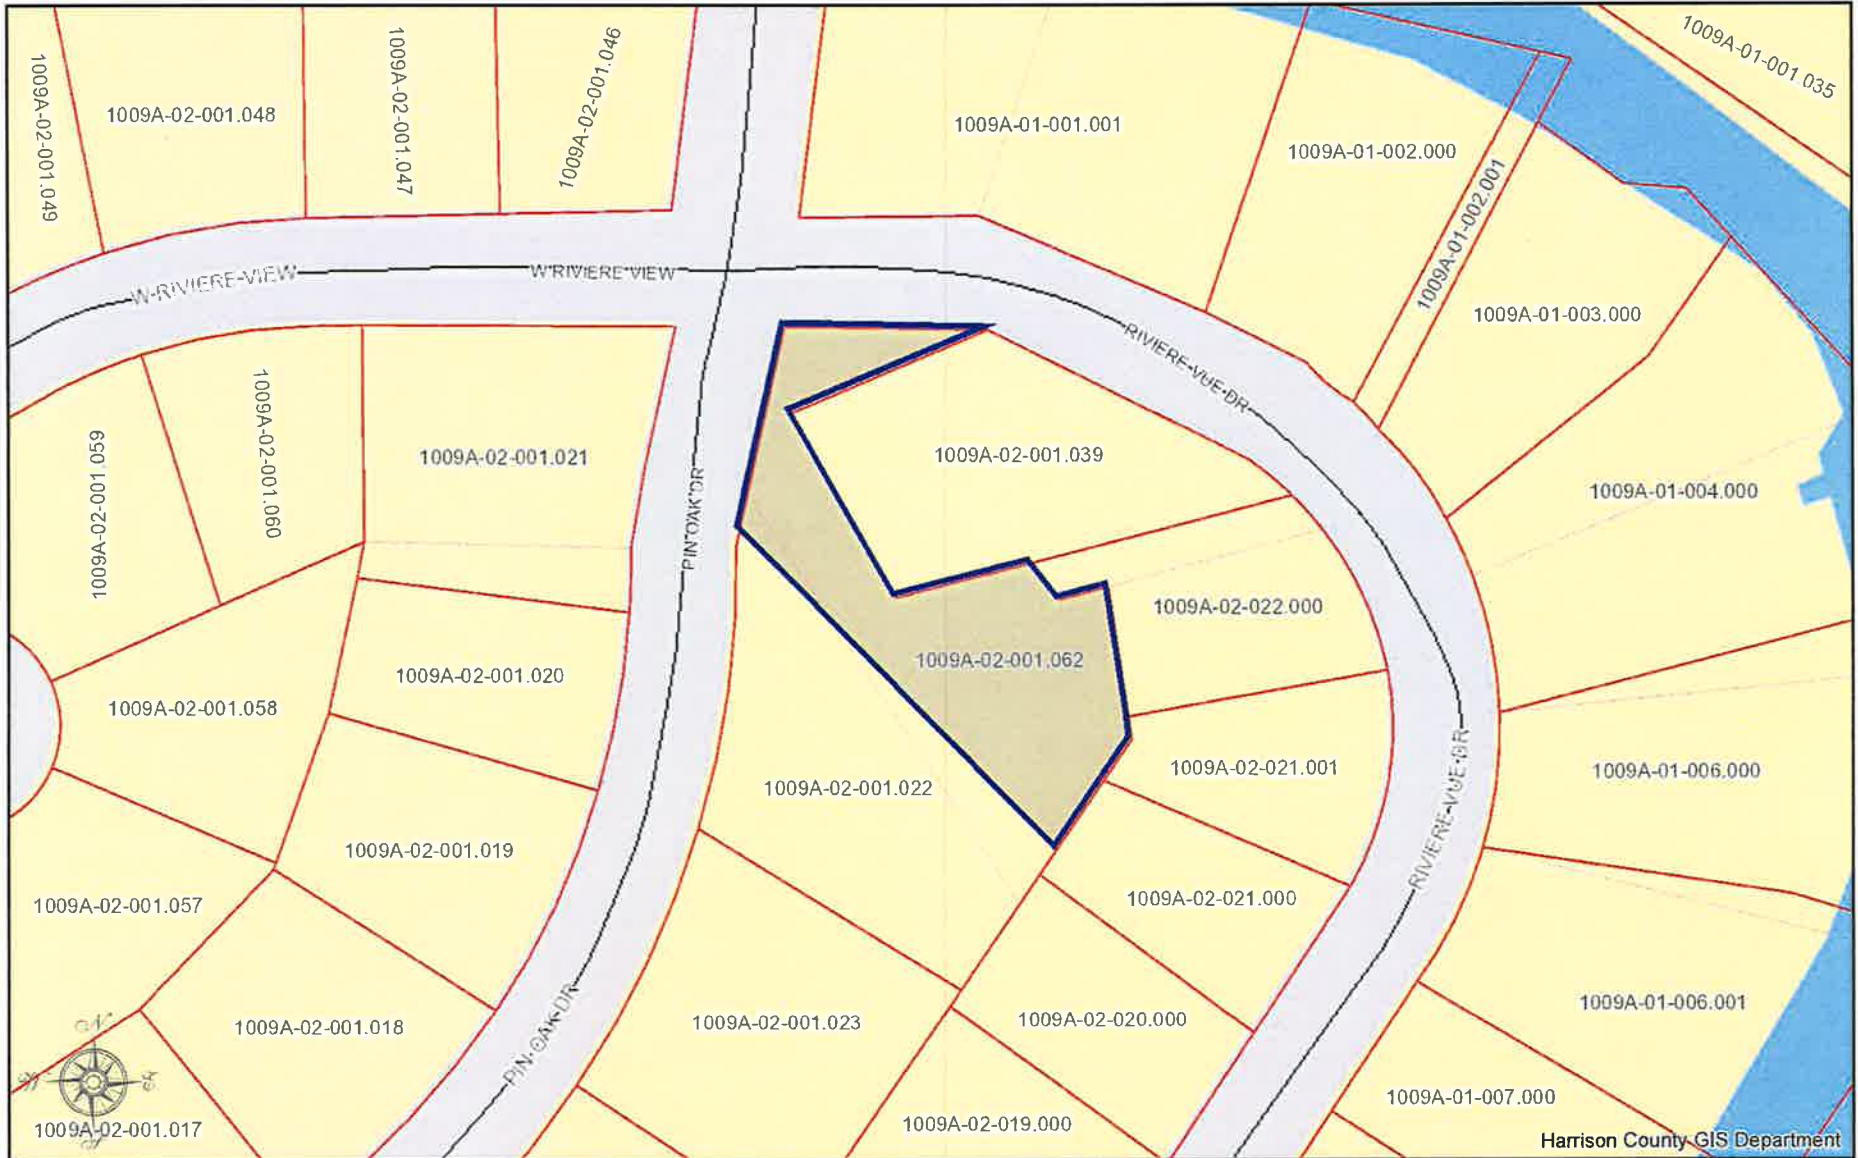 1009A-02-001.049
1009A-02-001.048
1009A-02-001.047
1009A-02-001.046
1009A-01-001.001
1009A-01-002.000
1009A-01-001.035
1009A-01-002.001
W RIVIERE VIEW
W RIVIERE VIEW
RIVIERE VUE DR
1009A-01-003.000
1009A-02-001.059
1009A-02-001.060
1009A-02-001.021
PIN OAK DR
1009A-02-001.039
1009A-01-004.000
1009A-02-022.000
1009A-02-001.062
1009A-02-001.058
1009A-02-001.020
1009A-02-001.022
1009A-02-021.001
RIVIERE VUE DR
1009A-01-006.000
1009A-02-001.057
1009A-02-001.019
1009A-02-021.000
1009A-02-001.018
PIN OAK DR
1009A-02-001.023
1009A-02-020.000
1009A-01-006.001
N
1009A-02-001.017
1009A-02-019.000
1009A-01-007.000
Harrison County GIS Department